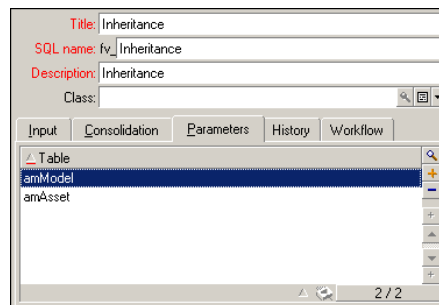 Title: Inheritance
SQL name: fv_ Inheritance
Description: Inheritance
Class:
Input Consolidation Parameters History Workflow
Table
amModel
amAsset
2 / 2